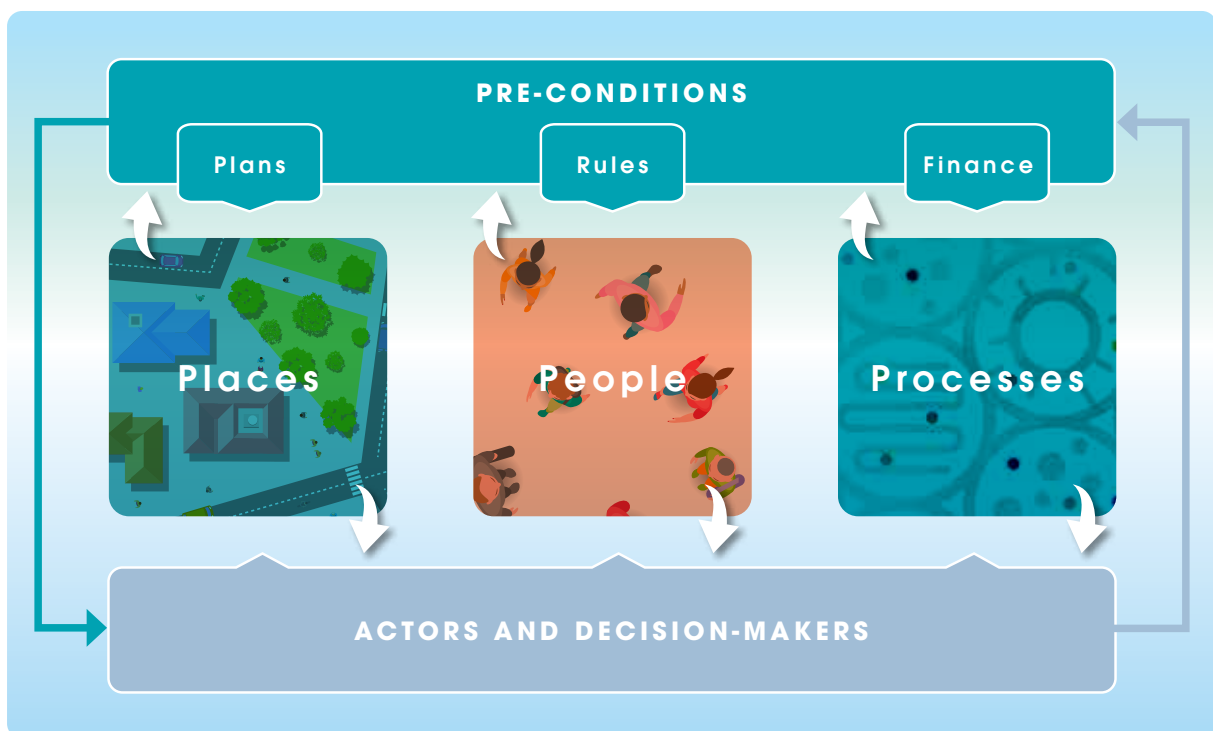 PRE-CONDITIONS
Plans
Rules
Finance
Places
People
Processes
ACTORS AND DECISION-MAKERS